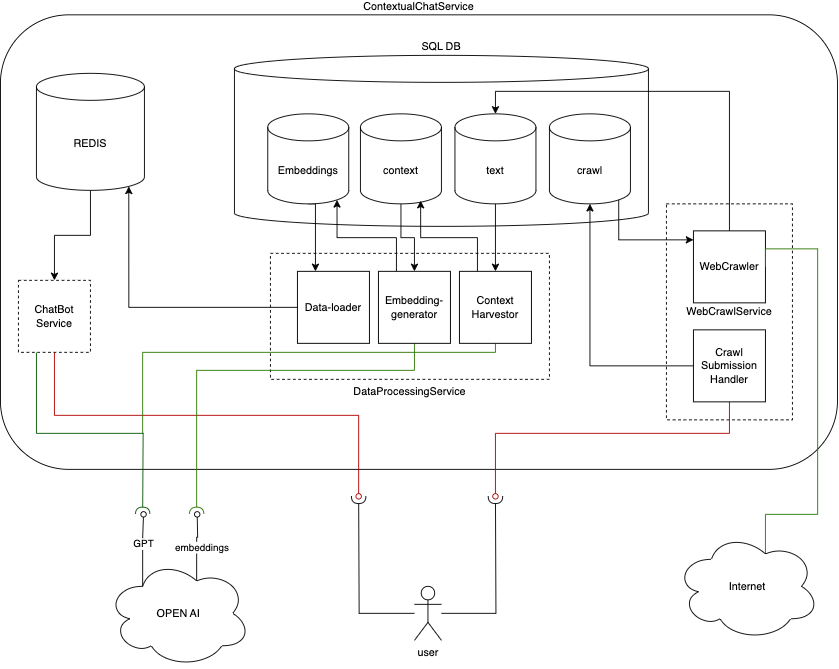 ContextualChatService
SQL DB
REDIS
Embeddings
context
text
crawl
WebCrawler
WebCrawlService
ChatBot
Service
Data-loader
Embedding-
generator
Context
Harvestor
Crawl
Submission
Handler
DataProcessingService
GPT
embeddings
OPEN AI
Internet
user